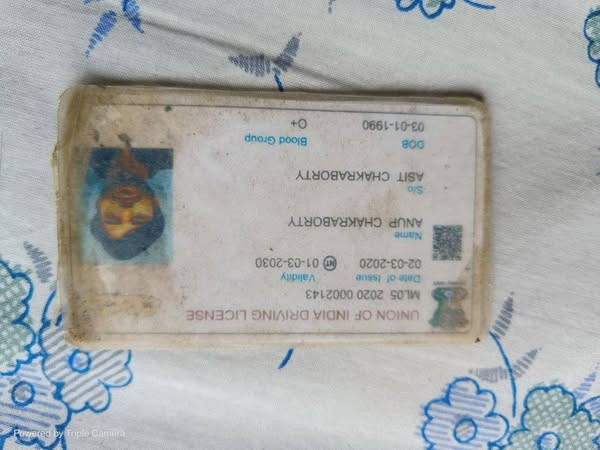 UNION OF INDIA DRIVING LICENSE
ML05 2020 0002143
Date of Issue Validity
02-03-2020 NT 01-03-2030
Name
ANUP CHAKRABORTY
S/o
ASIT CHAKRABORTY
DOB Blood Group
03-01-1990 O+
Powered by Triple Camera